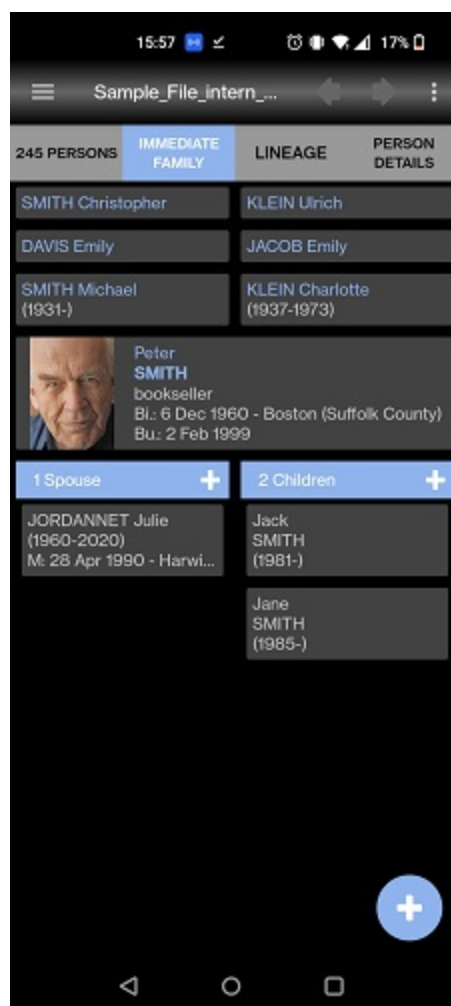 15:57 17%
Sample_File_intern_...
245 PERSONS IMMEDIATE FAMILY LINEAGE PERSON DETAILS
SMITH Christopher
KLEIN Ulrich
DAVIS Emily
JACOB Emily
SMITH Michael
(1931-)
KLEIN Charlotte
(1937-1973)
Peter
SMITH
bookseller
Bi.: 6 Dec 1960 - Boston (Suffolk County)
Bu.: 2 Feb 1999
1 Spouse
JORDANNET Julie
(1960-2020)
M: 28 Apr 1990 - Harwi...
2 Children
Jack
SMITH
(1981-)
Jane
SMITH
(1985-)